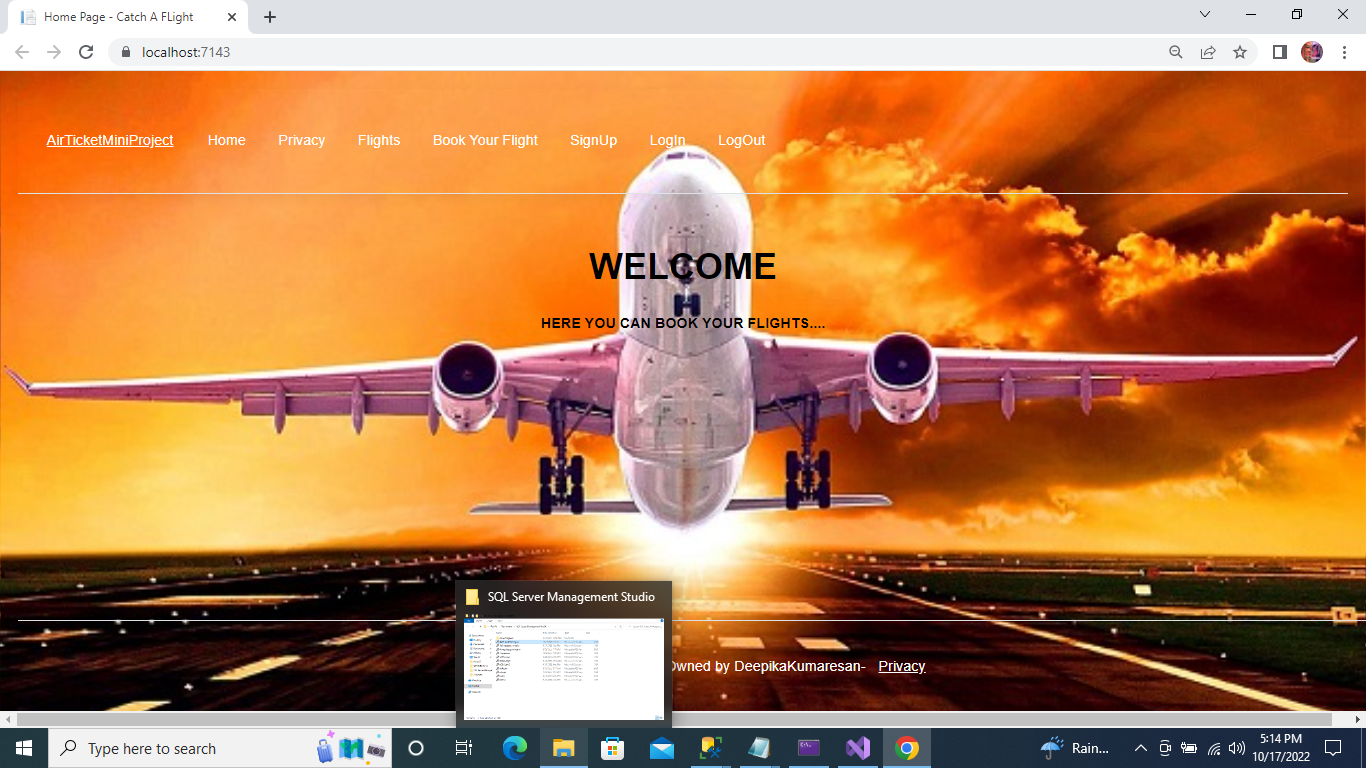 Home Page - Catch A FLight
localhost:7143
AirTicketMiniProject Home Privacy Flights Book Your Flight SignUp LogIn LogOut
WELCOME
HERE YOU CAN BOOK YOUR FLIGHTS....
SQL Server Management Studio
Owned by DeepikaKumaresan- Privacy
Type here to search
Rain...
5:14 PM
10/17/2022